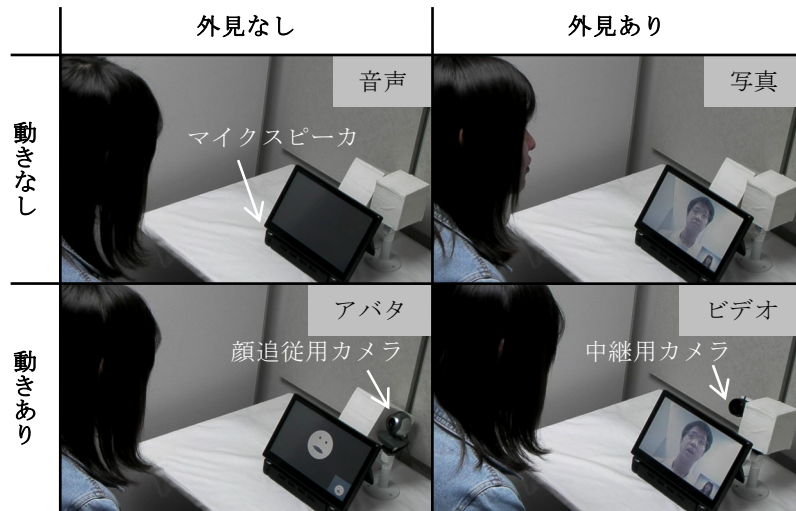 外見なし
外見あり
動きなし
音声
マイクスピーカ
写真
動きあり
アバタ
顔追従用カメラ
ビデオ
中継用カメラ